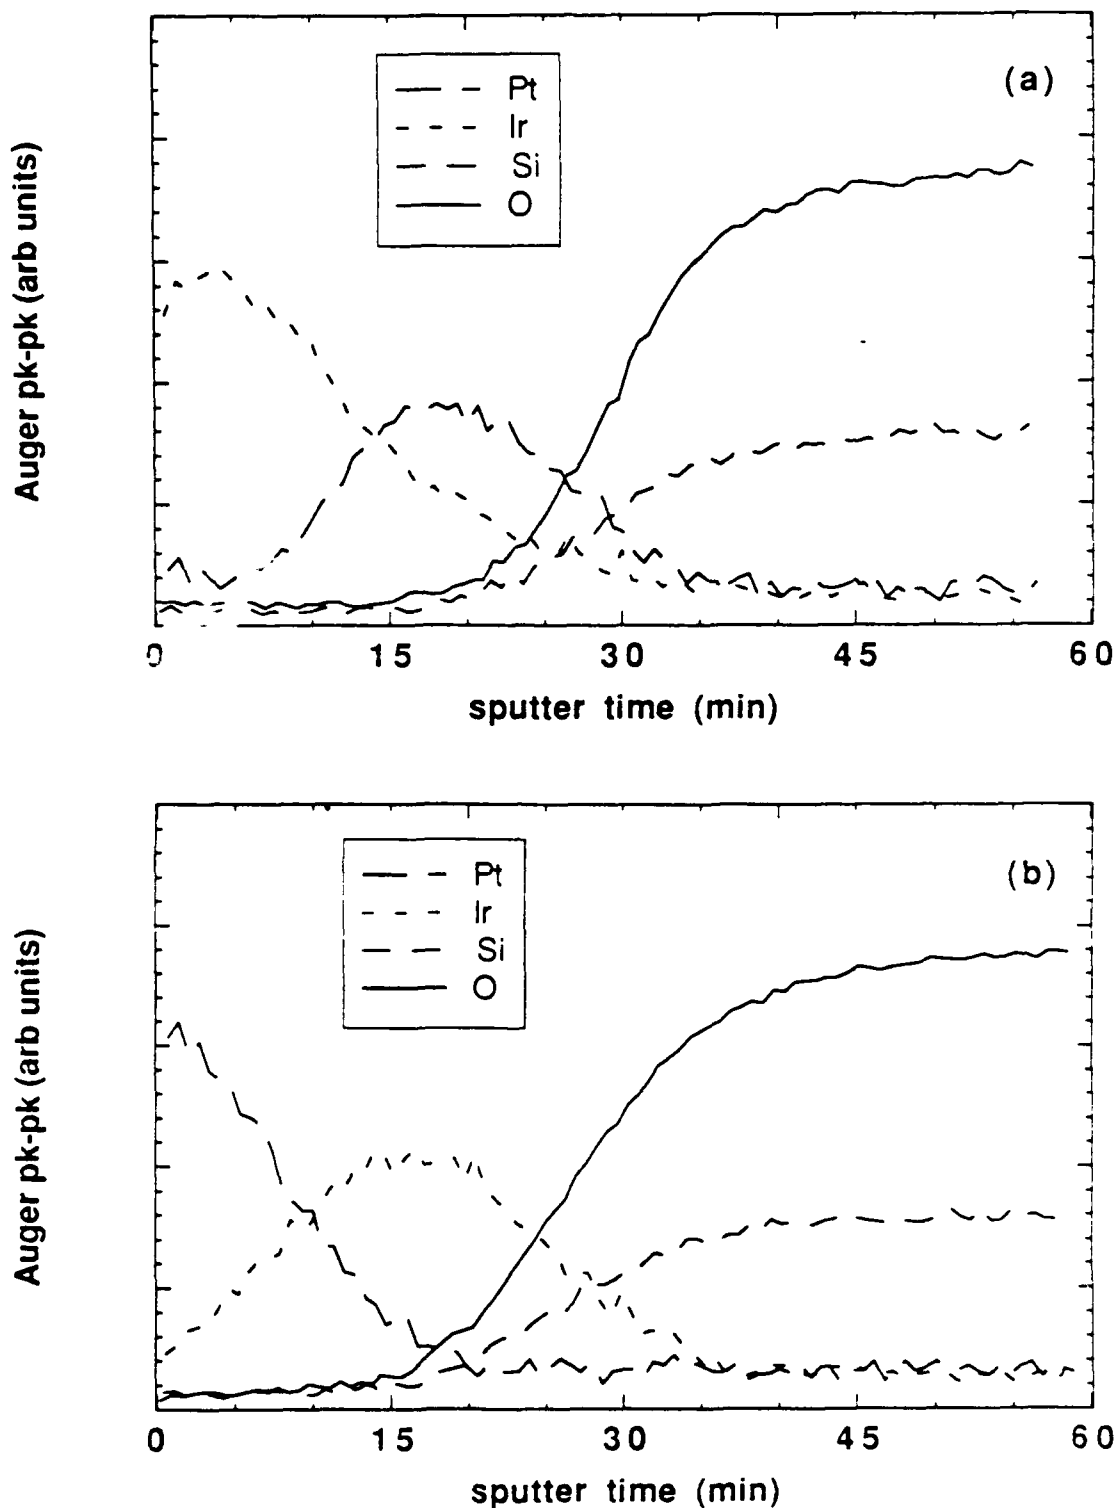 (a)
Pt
Ir
Si
O
Auger pk-pk (arb units)
0 15 30 45 60
sputter time (min)
(b)
Pt
Ir
Si
O
Auger pk-pk (arb units)
0 15 30 45 60
sputter time (min)